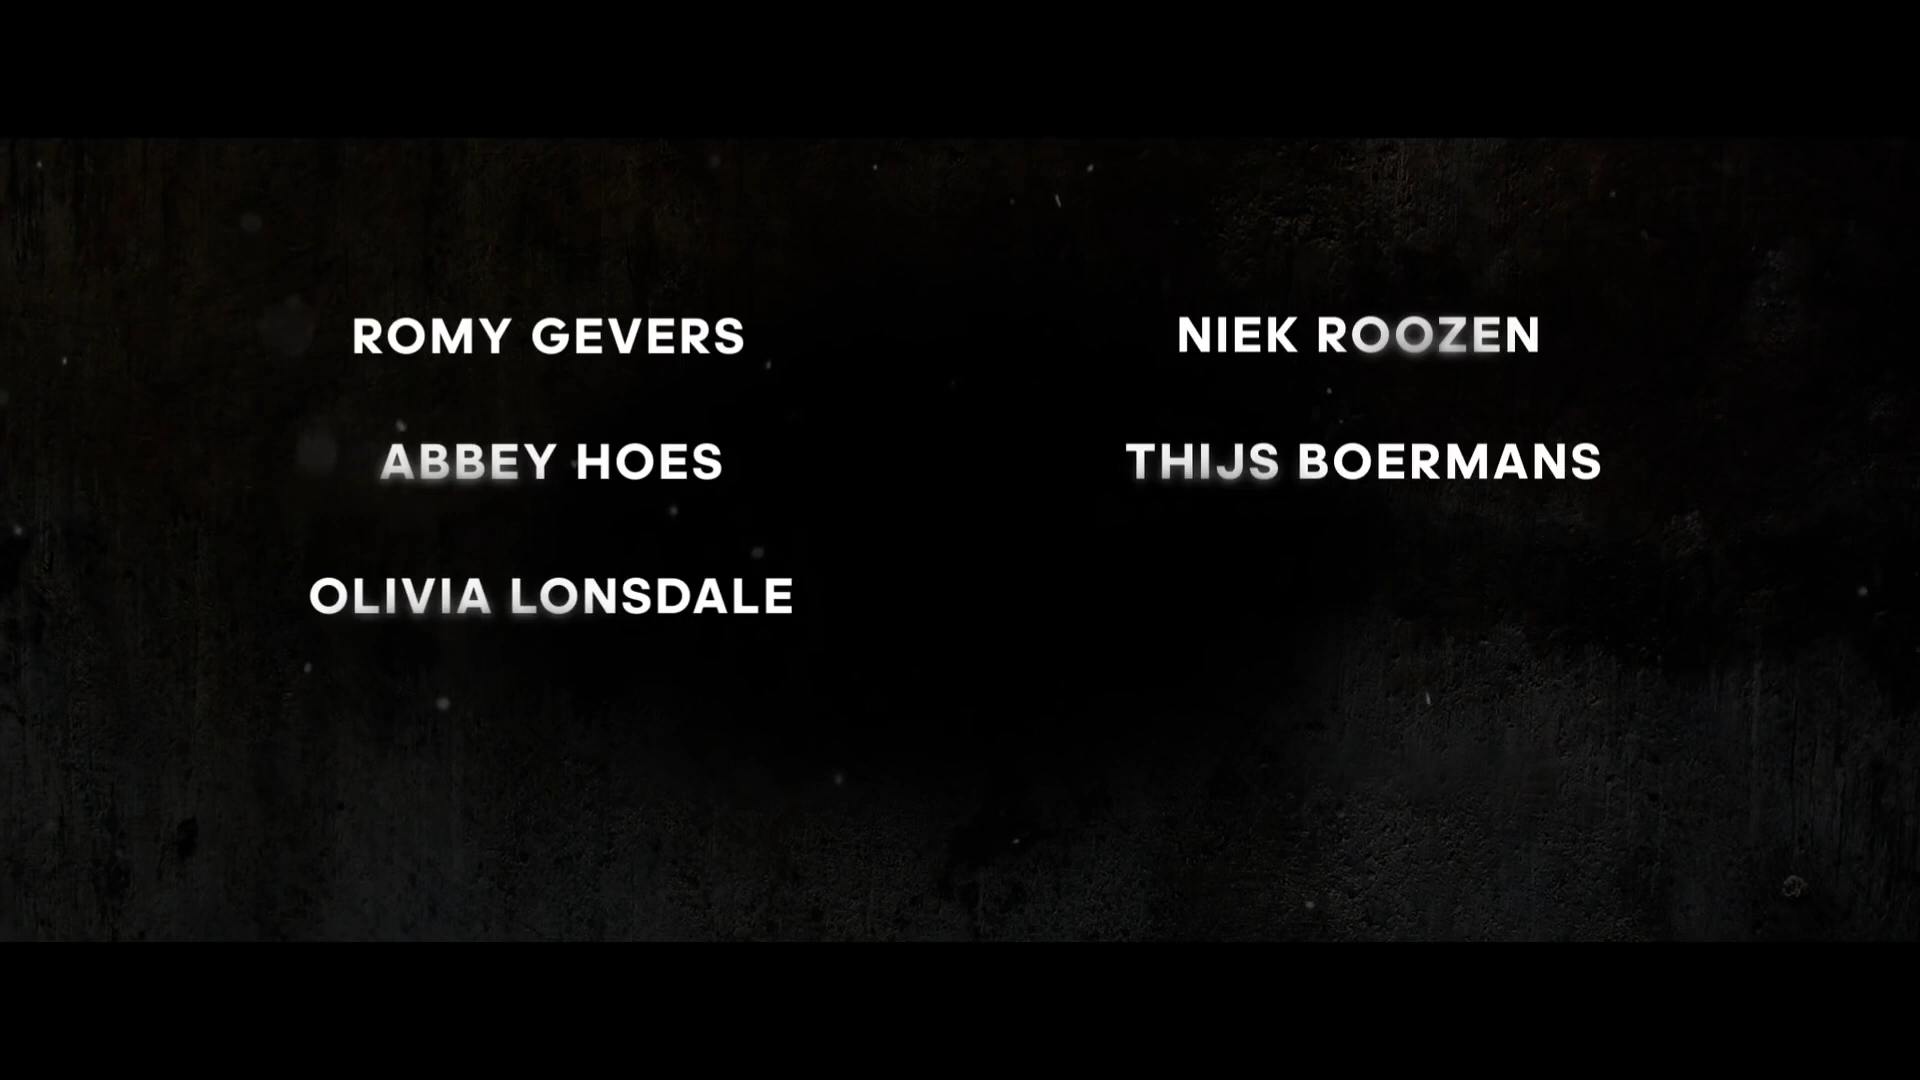 ROMY GEVERS
ABBEY HOES
OLIVIA LONSDALE
NIEK ROOZEN
THIJS BOERMANS